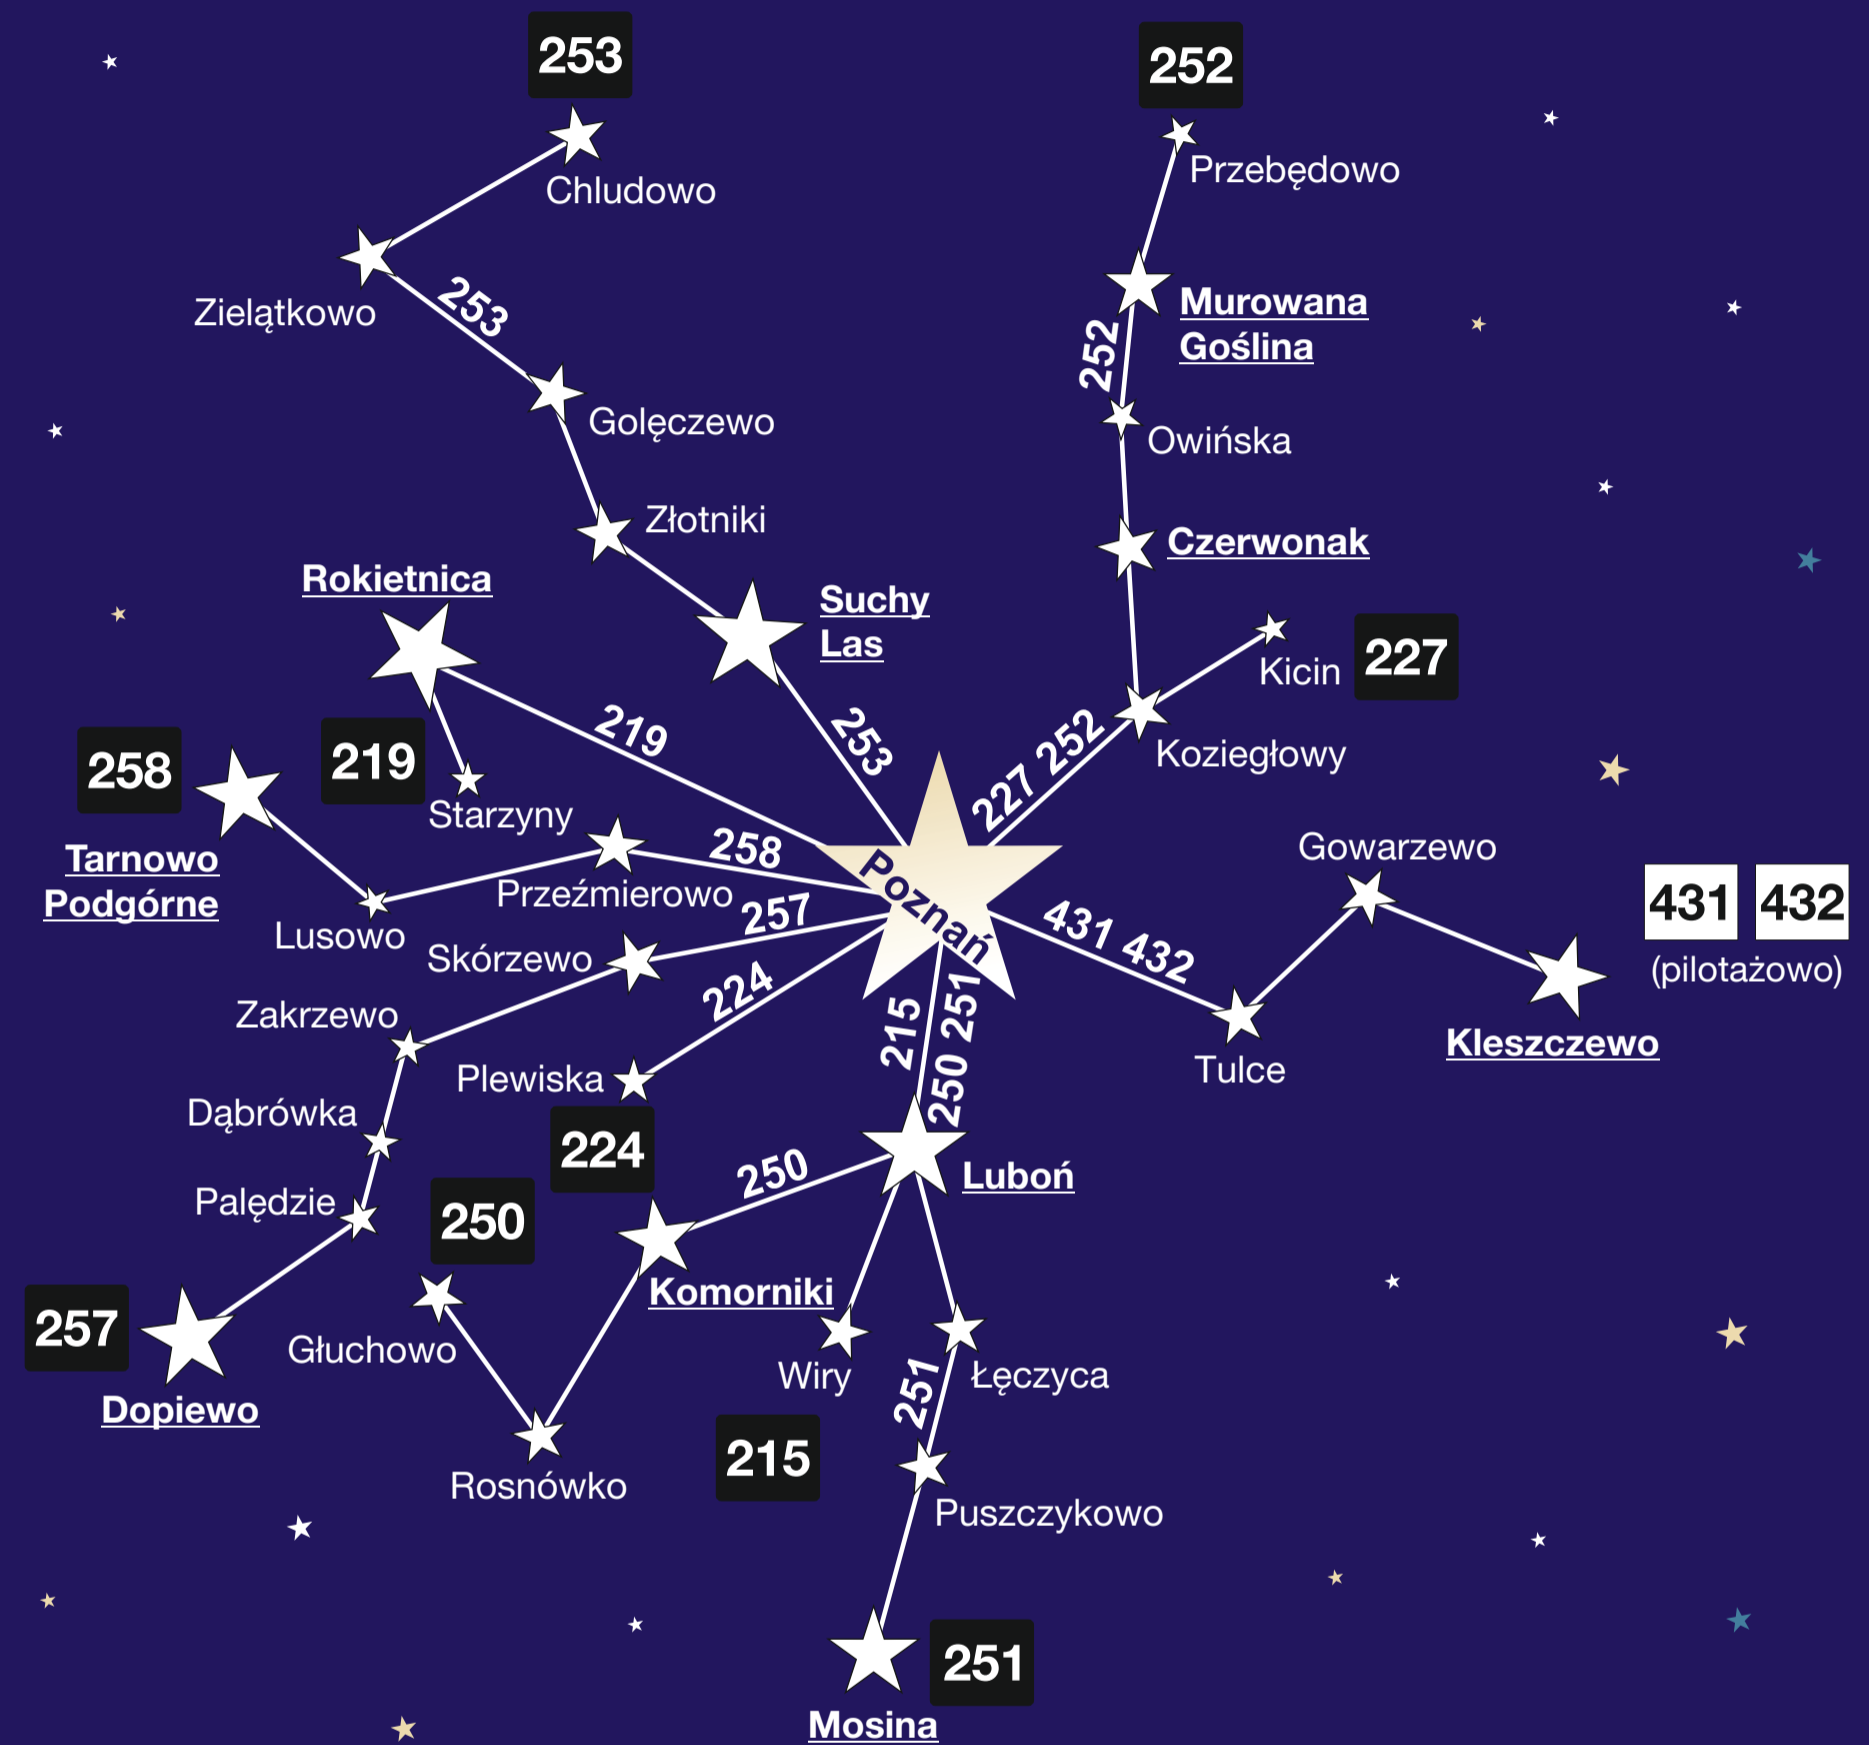 253
252
Chludowo
Przebędowo
Zielątkowo
253
Murowana
Goślina
252
Golęczewo
Owińska
Złotniki
Czerwonak
Rokietnica
Suchy
Las
Kicin
227
219
253
227 252
Koziegłowy
258
219
Starzyny
Tarnowo
Podgórne
258
Przeźmierowo
Poznań
Gowarzewo
431 432
(pilotażowo)
Lusowo
257
431 432
Skórzewo
224
Zakrzewo
215
250 251
Kleszczewo
Tulce
Plewiska
Dąbrówka
224
250
Luboń
Palędzie
250
Komorniki
257
Głuchowo
Wiry
Łęczyca
251
Dopiewo
215
Rosnówko
Puszczykowo
251
Mosina